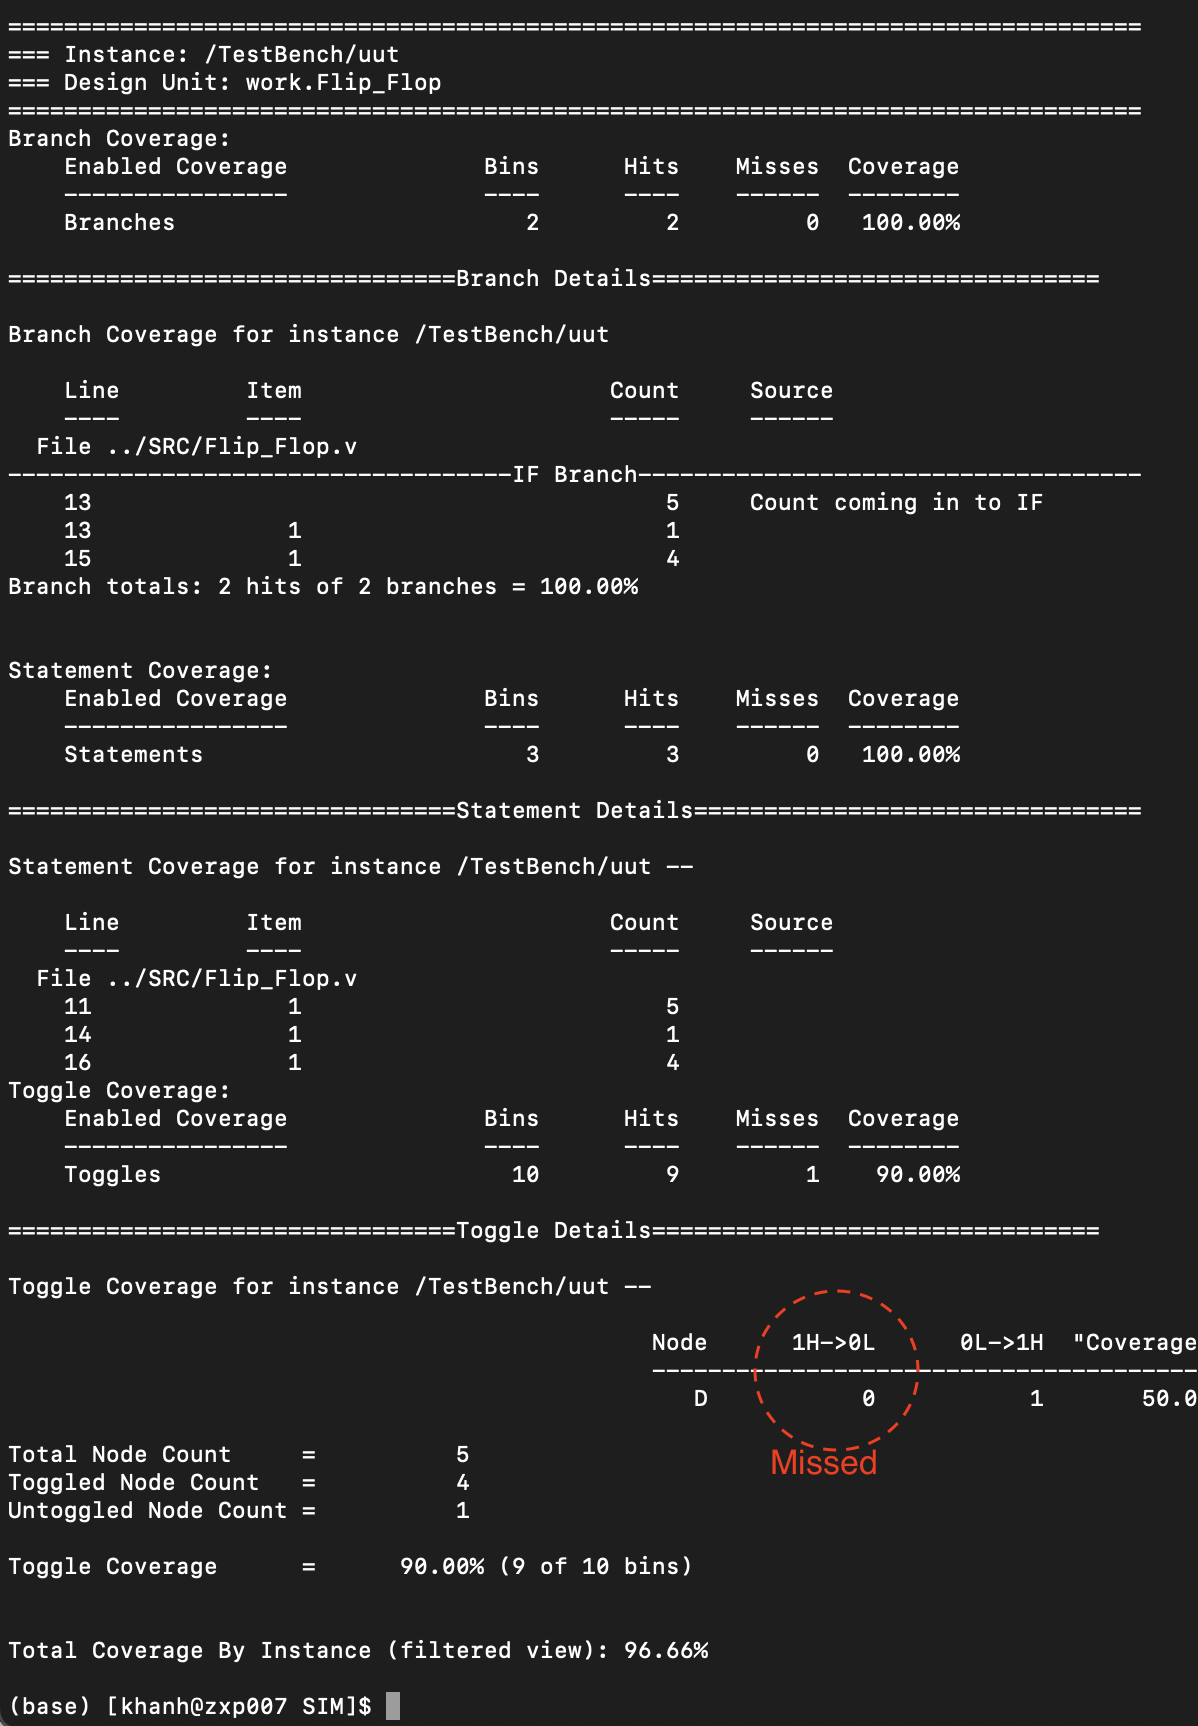 =================================================================================
=== Instance: /TestBench/uut
=== Design Unit: work.Flip_Flop
=================================================================================
Branch Coverage:
    Enabled Coverage              Bins      Hits    Misses  Coverage
    ----------------              ----      ----    ------  --------
    Branches                         2         2         0   100.00%

================================Branch Details================================

Branch Coverage for instance /TestBench/uut

    Line         Item                      Count     Source
    ----         ----                      -----     ------
  File ../SRC/Flip_Flop.v
------------------------------------IF Branch------------------------------------
    13                                         5     Count coming in to IF
    13              1                          1
    15              1                          4
Branch totals: 2 hits of 2 branches = 100.00%


Statement Coverage:
    Enabled Coverage              Bins      Hits    Misses  Coverage
    ----------------              ----      ----    ------  --------
    Statements                       3         3         0   100.00%

================================Statement Details================================

Statement Coverage for instance /TestBench/uut --

    Line         Item                      Count     Source
    ----         ----                      -----     ------
  File ../SRC/Flip_Flop.v
    11              1                          5
    14              1                          1
    16              1                          4
Toggle Coverage:
    Enabled Coverage              Bins      Hits    Misses  Coverage
    ----------------              ----      ----    ------  --------
    Toggles                         10         9         1    90.00%

================================Toggle Details================================

Toggle Coverage for instance /TestBench/uut --

                                              Node      1H->0L      0L->1H  "Coverage
                                              ---------------------------------------
                                                 D           0           1       50.0

Total Node Count     =          5
Toggled Node Count   =          4
Missed
Untoggled Node Count =          1

Toggle Coverage      =      90.00% (9 of 10 bins)


Total Coverage By Instance (filtered view): 96.66%

(base) [khanh@zxp007 SIM]$